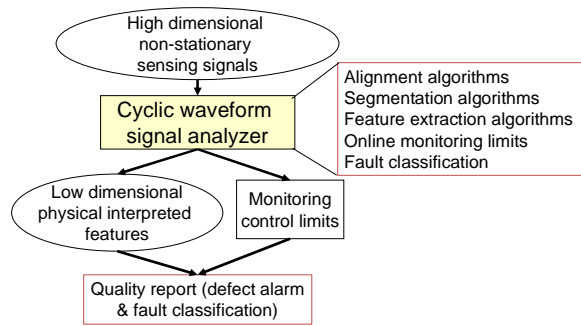 High dimensional
non-stationary
sensing signals
Cyclic waveform
signal analyzer
Alignment algorithms
Segmentation algorithms
Feature extraction algorithms
Online monitoring limits
Fault classification
Low dimensional
physical interpreted
features
Monitoring
control limits
Quality report (defect alarm
& fault classification)